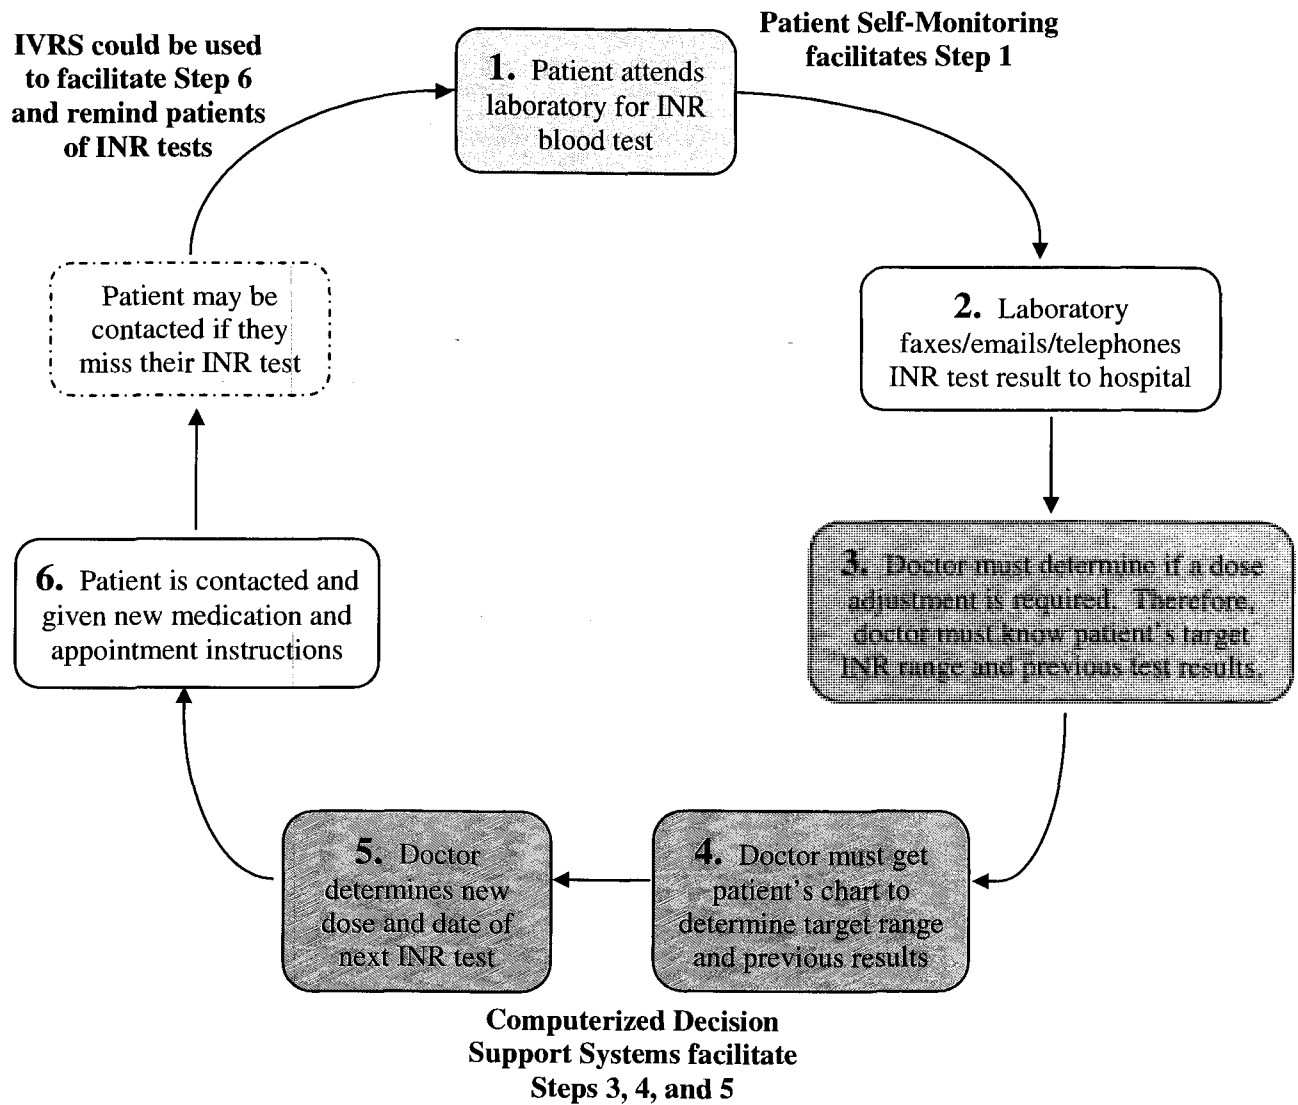 IVRS could be used
to facilitate Step 6
and remind patients
of INR tests
Patient Self-Monitoring
facilitates Step 1
1. Patient attends
laboratory for INR
blood test
2. Laboratory
faxes/emails/telephones
INR test result to hospital
3. Doctor must determine if a dose
adjustment is required. Therefore,
doctor must know patient's target
INR range and previous test results.
4. Doctor must get
patient's chart to
determine target range
and previous results
5. Doctor
determines new
dose and date of
next INR test
6. Patient is contacted and
given new medication and
appointment instructions
Patient may be
contacted if they
miss their INR test
Computerized Decision
Support Systems facilitate
Steps 3, 4, and 5